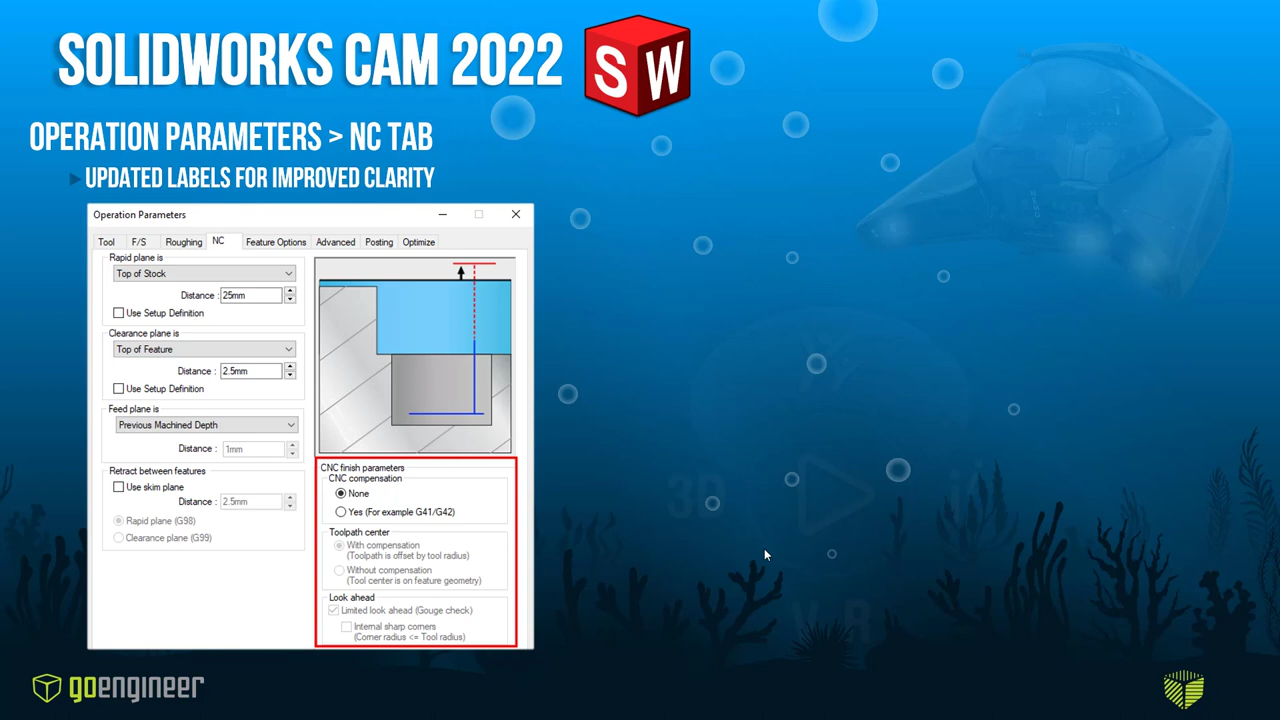 SOLIDWORKS CAM 2022
SW
OPERATION PARAMETERS > NC TAB
UPDATED LABELS FOR IMPROVED CLARITY
Operation Parameters
Tool F/S Roughing NC Feature Options Advanced Posting Optimize
Rapid plane is
Top of Stock
Distance : 25mm
Use Setup Definition
Clearance plane is
Top of Feature
Distance : 2.5mm
Use Setup Definition
Feed plane is
Previous Machined Depth
Distance : 1mm
Retract between features
Use skim plane
Distance : 2.5mm
Rapid plane (G98)
Clearance plane (G99)
CNC finish parameters
CNC compensation
None
Yes (For example G41/G42)
Toolpath center
With compensation
(Toolpath is offset by tool radius)
Without compensation
(Tool center is on feature geometry)
Look ahead
Limited look ahead (Gouge check)
Internal sharp corners
(Corner radius <= Tool radius)
3D
VR
goengineer